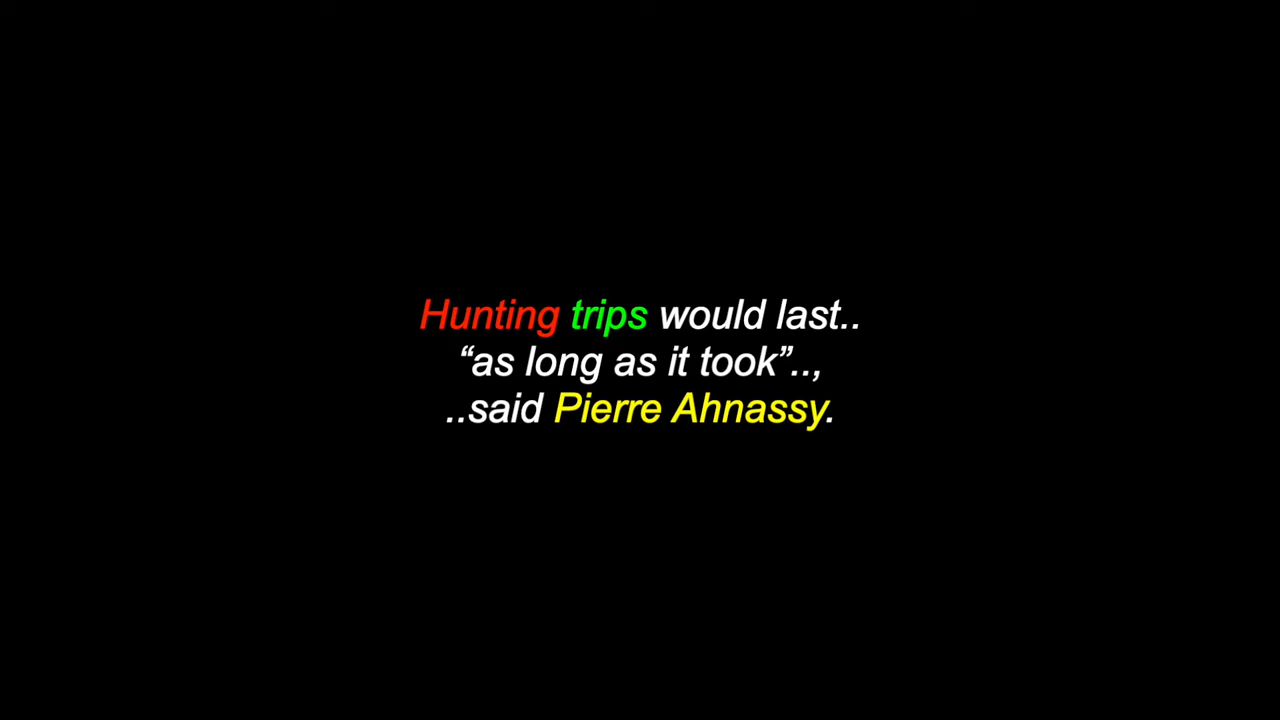 Hunting trips would last..
“as long as it took”..,
..said Pierre Ahnassy.